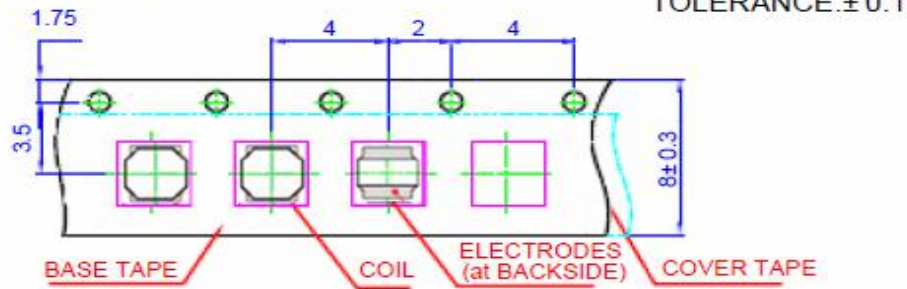 TOLERANCE:±0.1
1.75
4
2
4
3.5
8±0.3
BASE TAPE
COIL
ELECTRODES
(at BACKSIDE)
COVER TAPE